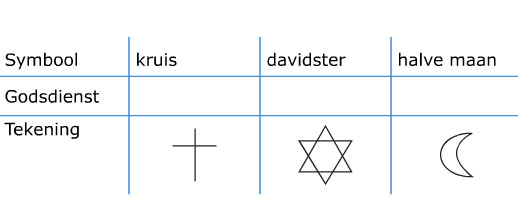 Symbool kruis davidster halve maan
Godsdienst
Tekening